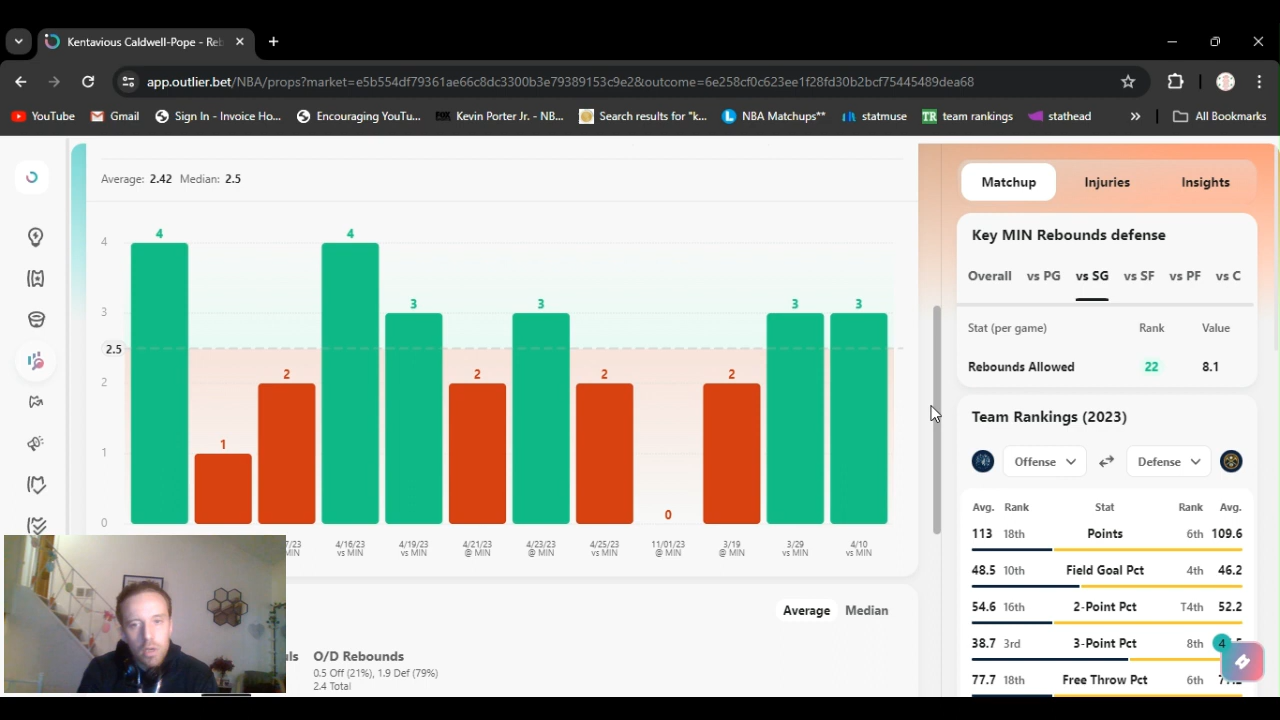 Kentavious Caldwell-Pope - Reb
app.outlier.bet/NBA/props?market=e5b554df79361ae66c8dc3300b3e79389153c9e2&outcome=6e258cf0c623ee1f28fd30b2bcf75445489dea68
YouTube Gmail Sign In - Invoice Ho... Encouraging YouTu... Kevin Porter Jr. - NB... Search results for "k... NBA Matchups** statmuse team rankings stathead » All Bookmarks
Average: 2.42 Median: 2.5
4 4 3 3 3 3
2 2 2 2
1
0
4
3
2.5
2
1
0
7/23 4/16/23 4/19/23 4/21/23 4/23/23 4/25/23 11/01/23 3/19 3/29 4/10
MIN vs MIN vs MIN @ MIN @ MIN vs MIN @ MIN @ MIN vs MIN vs MIN
Average Median
O/D Rebounds
0.5 Off (21%), 1.9 Def (79%)
2.4 Total
Matchup Injuries Insights
Key MIN Rebounds defense
Overall vs PG vs SG vs SF vs PF vs C
Stat (per game) Rank Value
Rebounds Allowed 22 8.1
Team Rankings (2023)
Offense Defense
Avg. Rank Stat Rank Avg.
113 18th Points 6th 109.6
48.5 10th Field Goal Pct 4th 46.2
54.6 16th 2-Point Pct T4th 52.2
38.7 3rd 3-Point Pct 8th 4
77.7 18th Free Throw Pct 6th